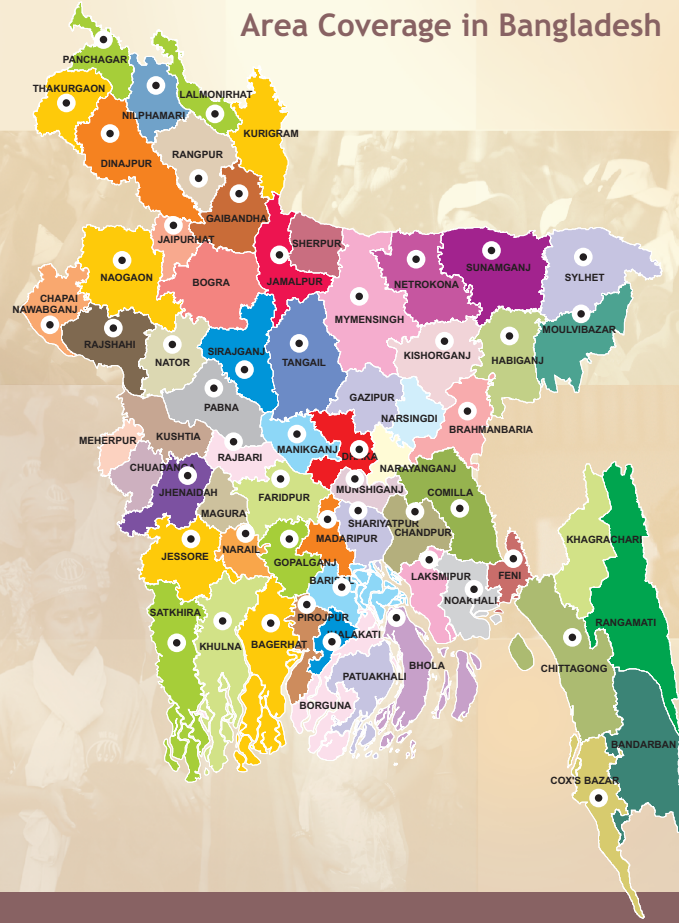 Area Coverage in Bangladesh
PANCHAGAR
THAKURGAON
LALMONIRHAT
NILPHAMARI
KURIGRAM
RANGPUR
DINAJPUR
GAIBANDHA
JAIPURHAT
SHERPUR
SUNAMGANJ
NAOGAON
SYLHET
BOGRA
JAMALPUR
NETROKONA
CHAPAI
NAWABGANJ
MYMENSINGH
MOULVIBAZAR
RAJSHAHI
SIRAJGANJ
KISHORGANJ
NATOR
TANGAIL
HABIGANJ
GAZIPUR
PABNA
NARSINGDI
BRAHMANBARIA
MEHERPUR
KUSHTIA
MANIKGANJ
RAJBARI
DHAKA
CHUADANGA
NARAYANGANJ
JHENAIDAH
FARIDPUR
MUNSHIGANJ
COMILLA
MAGURA
SHARIYATPUR
CHANDPUR
MADARIPUR
KHAGRACHARI
JESSORE
NARAIL
GOPALGANJ
LAKSMIPUR
FENI
BARISAL
NOAKHALI
SATKHIRA
PIROJPUR
RANGAMATI
KHULNA
BAGERHAT
ALAKATI
BHOLA
CHITTAGONG
PATUAKHALI
BORGUNA
BANDARBAN
COX'S BAZAR